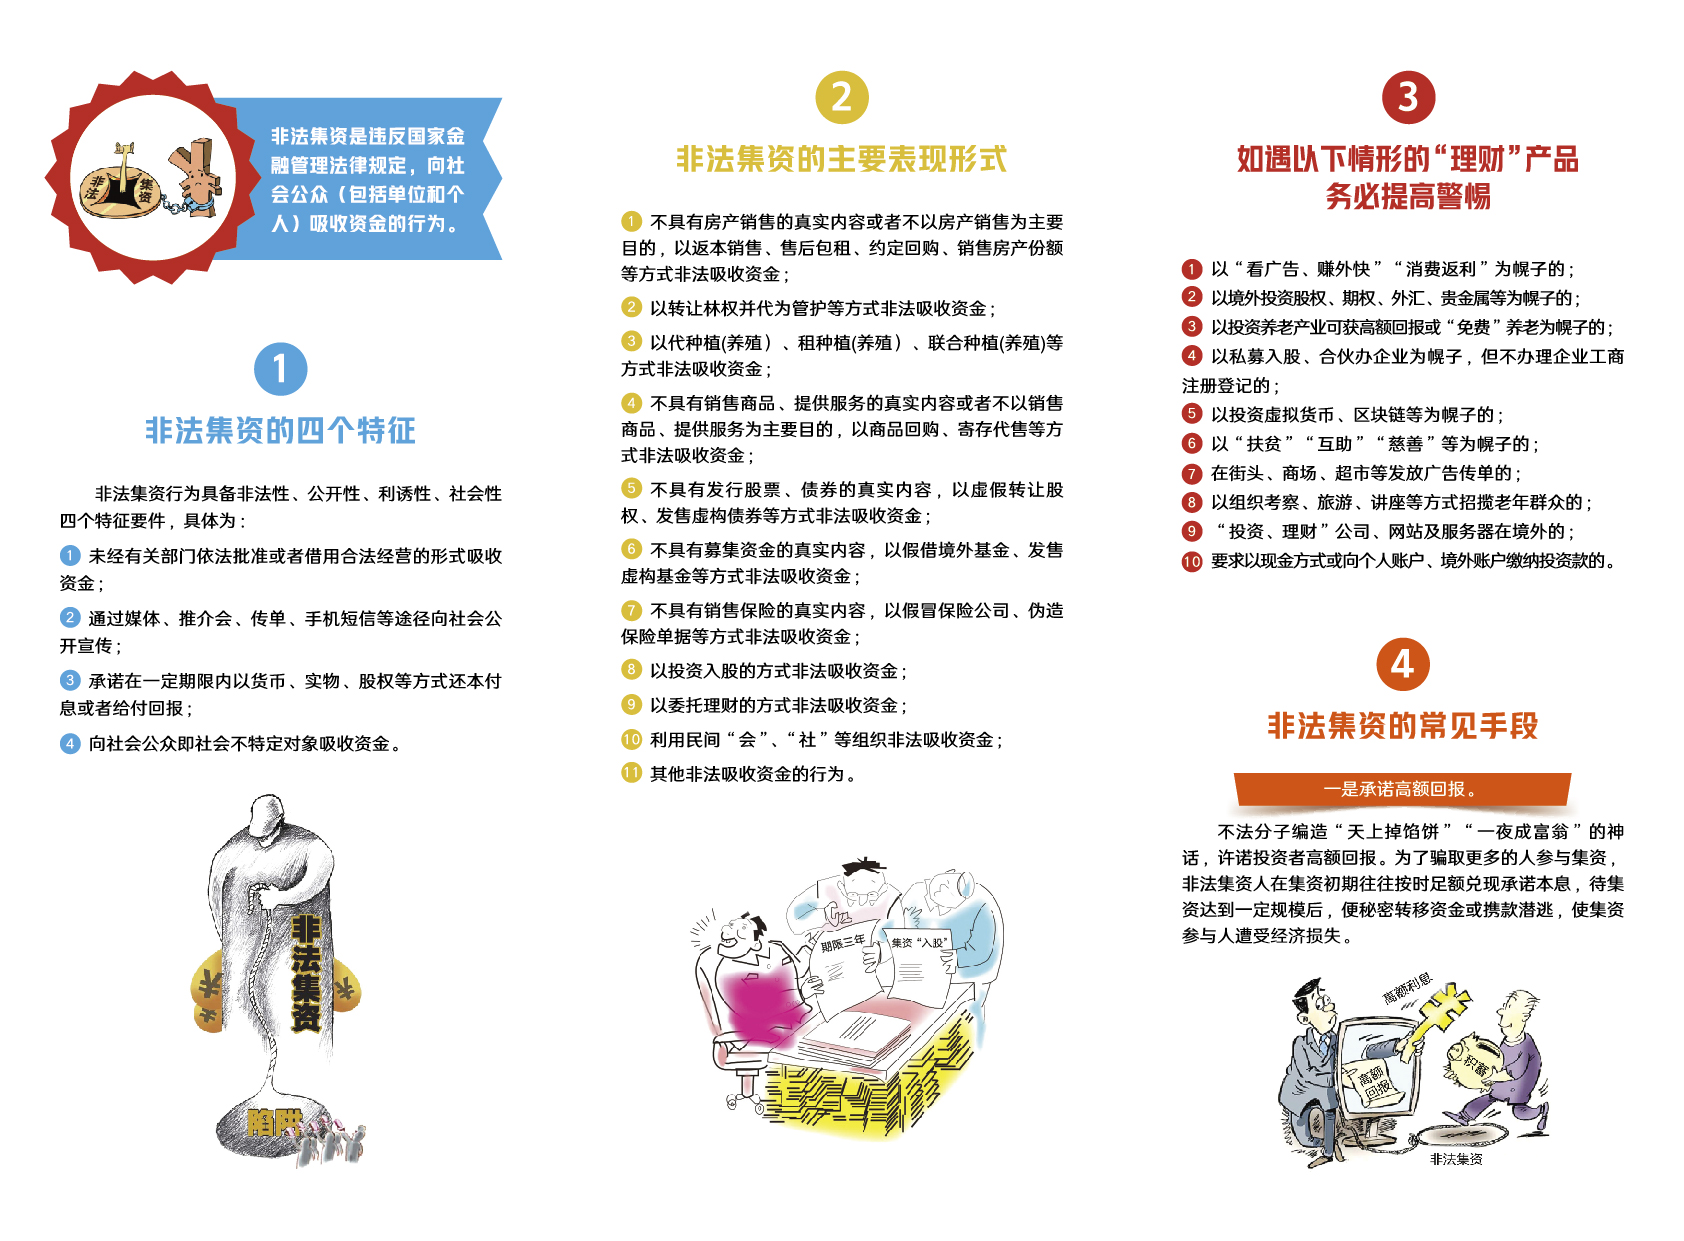 非法集资是违反国家金
融管理法律规定，向社
会公众（包括单位和个
人）吸收资金的行为。
非法
集资
1
非法集资的四个特征
非法集资行为具备非法性、公开性、利诱性、社会性
四个特征要件，具体为：
1 未经有关部门依法批准或者借用合法经营的形式吸收
资金；
2 通过媒体、推介会、传单、手机短信等途径向社会公
开宣传；
3 承诺在一定期限内以货币、实物、股权等方式还本付
息或者给付回报；
4 向社会公众即社会不特定对象吸收资金。
非法集资
陷阱
2
非法集资的主要表现形式
1 不具有房产销售的真实内容或者不以房产销售为主要
目的，以返本销售、售后包租、约定回购、销售房产份额
等方式非法吸收资金；
2 以转让林权并代为管护等方式非法吸收资金；
3 以代种植(养殖）、租种植(养殖）、联合种植(养殖)等
方式非法吸收资金；
4 不具有销售商品、提供服务的真实内容或者不以销售
商品、提供服务为主要目的，以商品回购、寄存代售等方
式非法吸收资金；
5 不具有发行股票、债券的真实内容，以虚假转让股
权、发售虚构债券等方式非法吸收资金；
6 不具有募集资金的真实内容，以假借境外基金、发售
虚构基金等方式非法吸收资金；
7 不具有销售保险的真实内容，以假冒保险公司、伪造
保险单据等方式非法吸收资金；
8 以投资入股的方式非法吸收资金；
9 以委托理财的方式非法吸收资金；
10 利用民间“会”、“社”等组织非法吸收资金；
11 其他非法吸收资金的行为。
期限三年
集资“入股”
3
如遇以下情形的“理财”产品
务必提高警惕
1 以“看广告、赚外快”“消费返利”为幌子的；
2 以境外投资股权、期权、外汇、贵金属等为幌子的；
3 以投资养老产业可获高额回报或“免费”养老为幌子的；
4 以私募入股、合伙办企业为幌子，但不办理企业工商
注册登记的；
5 以投资虚拟货币、区块链等为幌子的；
6 以“扶贫”“互助”“慈善”等为幌子的；
7 在街头、商场、超市等发放广告传单的；
8 以组织考察、旅游、讲座等方式招揽老年群众的；
9 “投资、理财”公司、网站及服务器在境外的；
10 要求以现金方式或向个人账户、境外账户缴纳投资款的。
4
非法集资的常见手段
一是承诺高额回报。
不法分子编造“天上掉馅饼”“一夜成富翁”的神
话，许诺投资者高额回报。为了骗取更多的人参与集资，
非法集资人在集资初期往往按时足额兑现承诺本息，待集
资达到一定规模后，便秘密转移资金或携款潜逃，使集资
参与人遭受经济损失。
高额利息
积蓄
高额
回报
非法集资